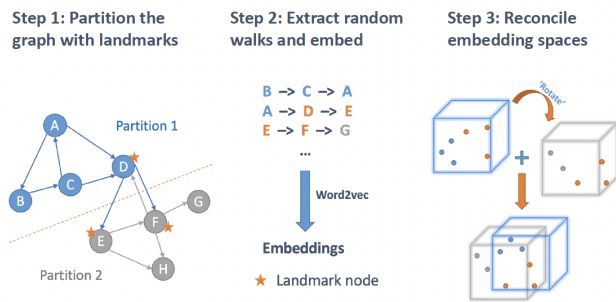 Step 1: Partition the
graph with landmarks
A
Partition 1
D
C
B
G
F
E
H
Partition 2
Step 2: Extract random
walks and embed
B -> C -> A
A -> D -> E
E -> F -> G
...
Word2vec
Embeddings
Landmark node
Step 3: Reconcile
embedding spaces
'Rotate'
+